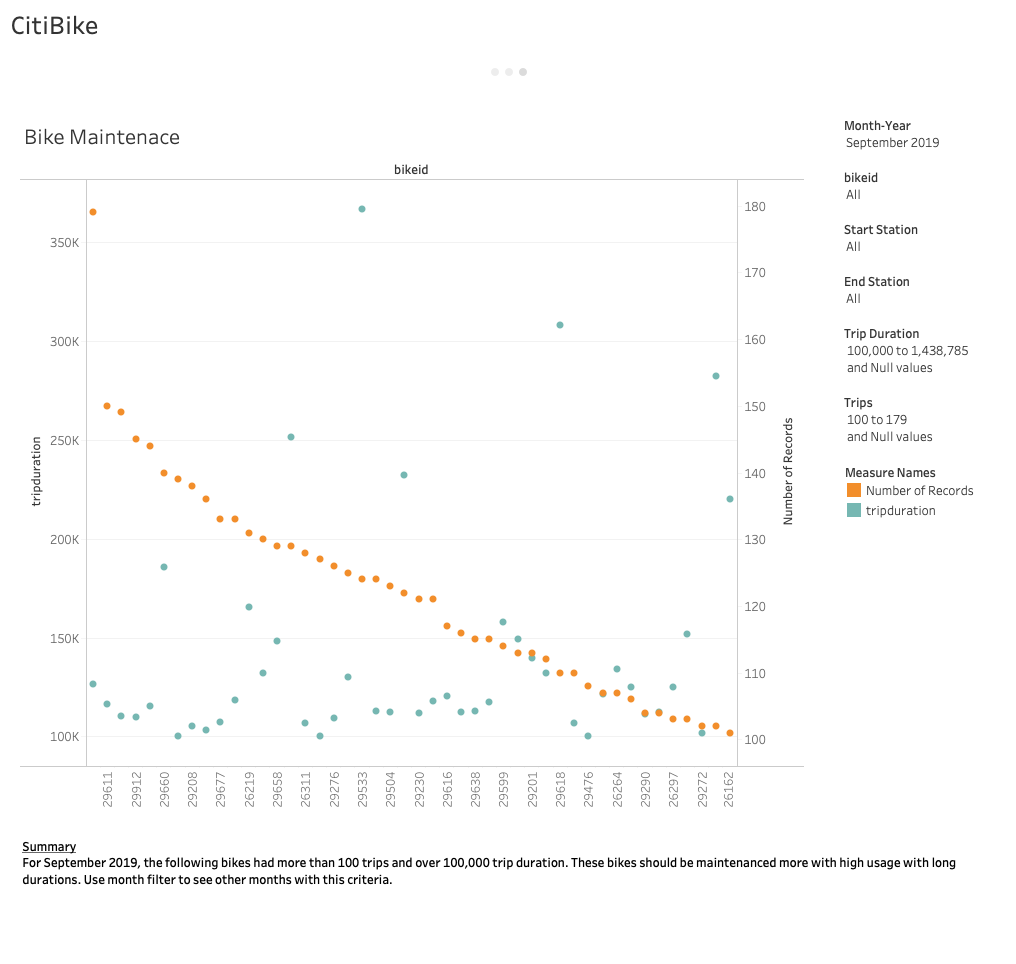 CitiBike
Bike Maintenace
bikeid
350K
300K
250K
200K
150K
100K
tripduration
180
170
160
150
140
130
120
110
100
Number of Records
29611
29912
29660
29208
29677
26219
29658
26311
29276
29533
29504
29230
29616
29638
29599
29201
29618
29476
26264
29290
26297
29272
26162
Month-Year
September 2019
bikeid
All
Start Station
All
End Station
All
Trip Duration
100,000 to 1,438,785
and Null values
Trips
100 to 179
and Null values
Measure Names
Number of Records
tripduration
Summary
For September 2019, the following bikes had more than 100 trips and over 100,000 trip duration. These bikes should be maintenanced more with high usage with long
durations. Use month filter to see other months with this criteria.